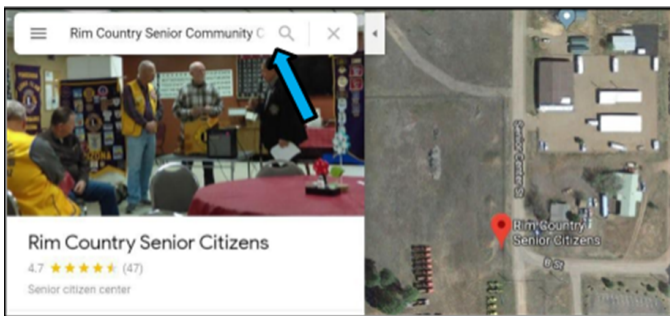 Rim Country Senior Community C
Rim Country Senior Citizens
4.7 (47)
Senior citizen center
Senior Center St
Rim Country
Senior Citizens
B St